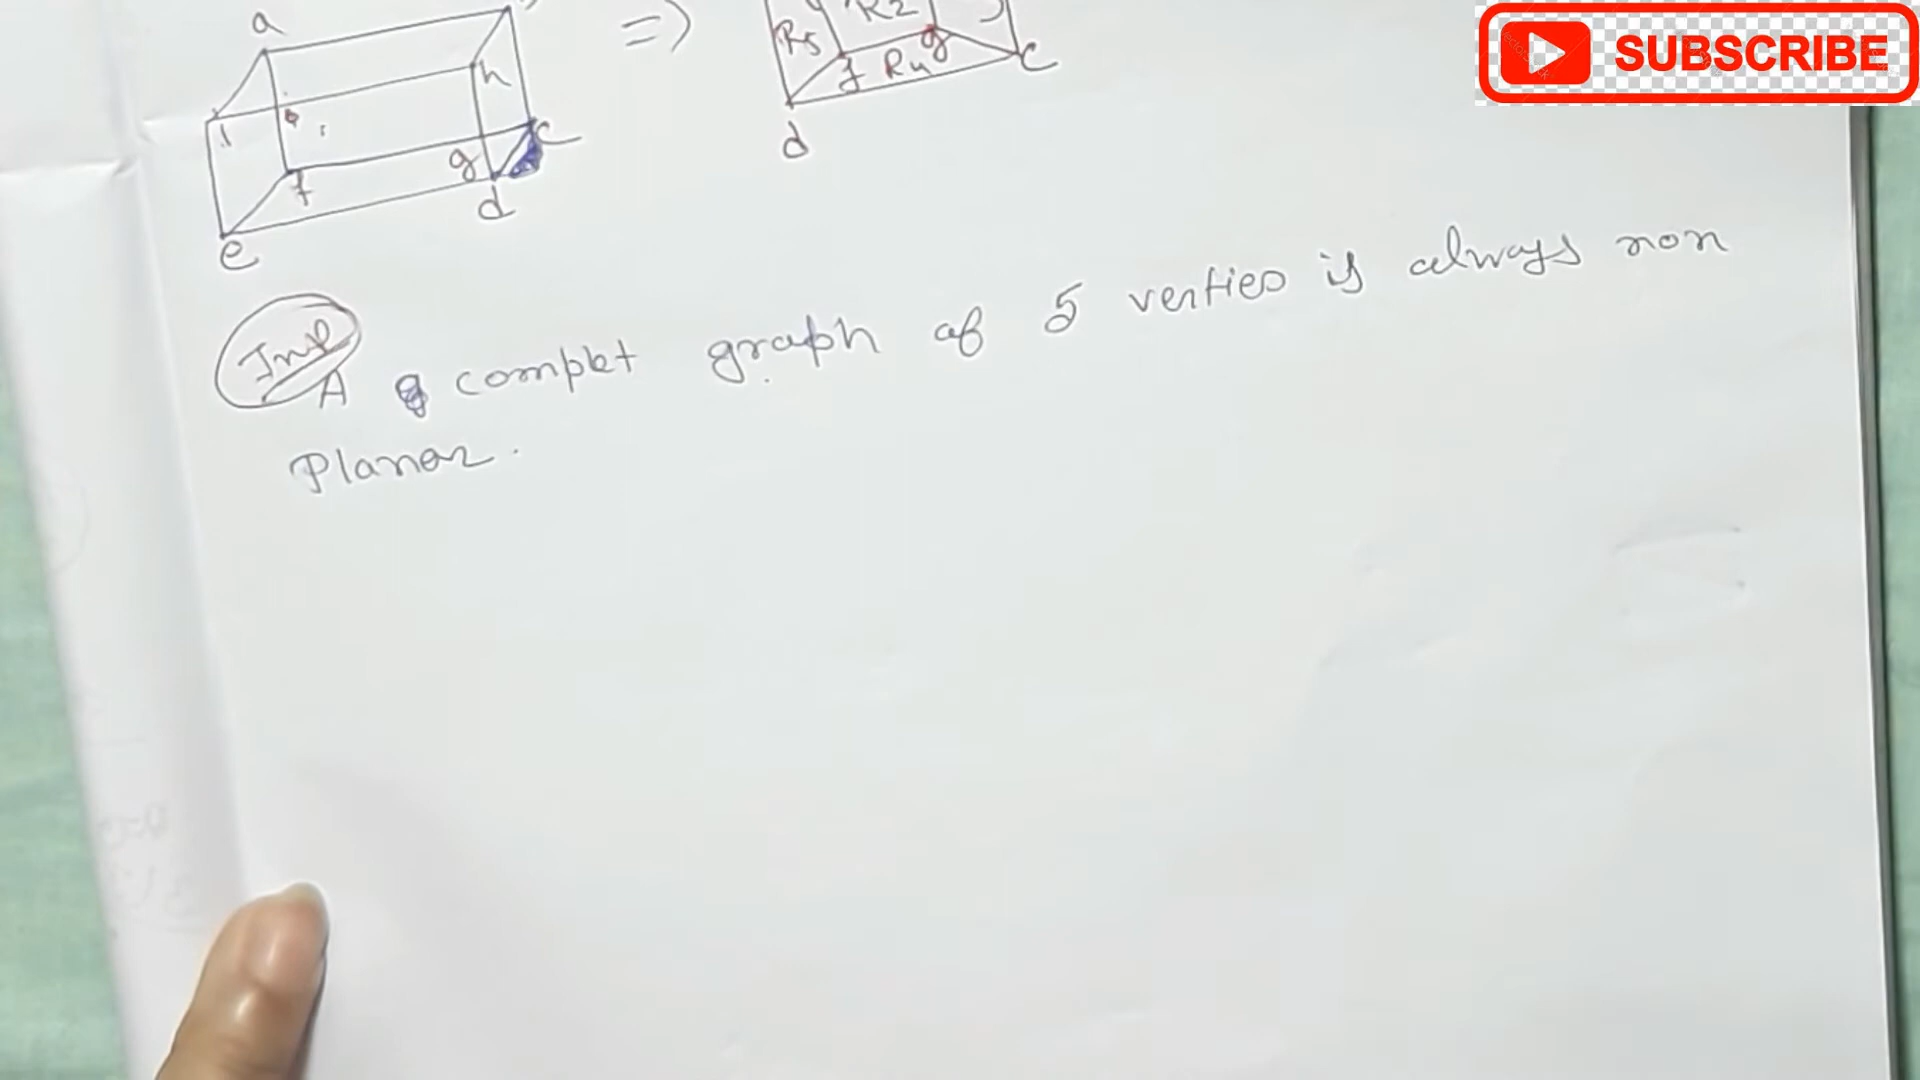 a
h
c
g
f
d
e
=>
R5
R2
g
f
R4
c
d
SUBSCRIBE
Imp
A complet graph of 5 verties is always non
Planar.